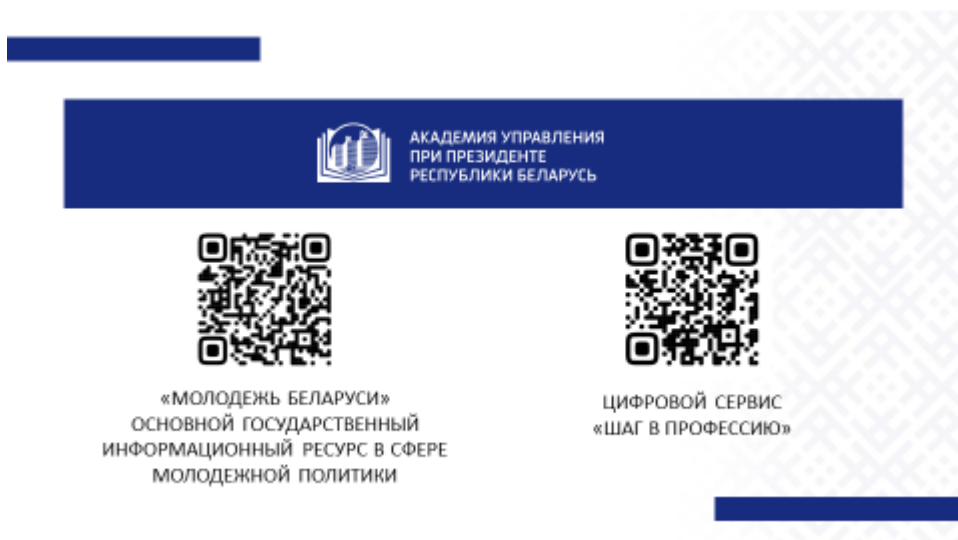 АКАДЕМИЯ УПРАВЛЕНИЯ
ПРИ ПРЕЗИДЕНТЕ
РЕСПУБЛИКИ БЕЛАРУСЬ
«МОЛОДЕЖЬ БЕЛАРУСИ»
ОСНОВНОЙ ГОСУДАРСТВЕННЫЙ
ИНФОРМАЦИОННЫЙ РЕСУРС В СФЕРЕ
МОЛОДЕЖНОЙ ПОЛИТИКИ
ЦИФРОВОЙ СЕРВИС
«ШАГ В ПРОФЕССИЮ»